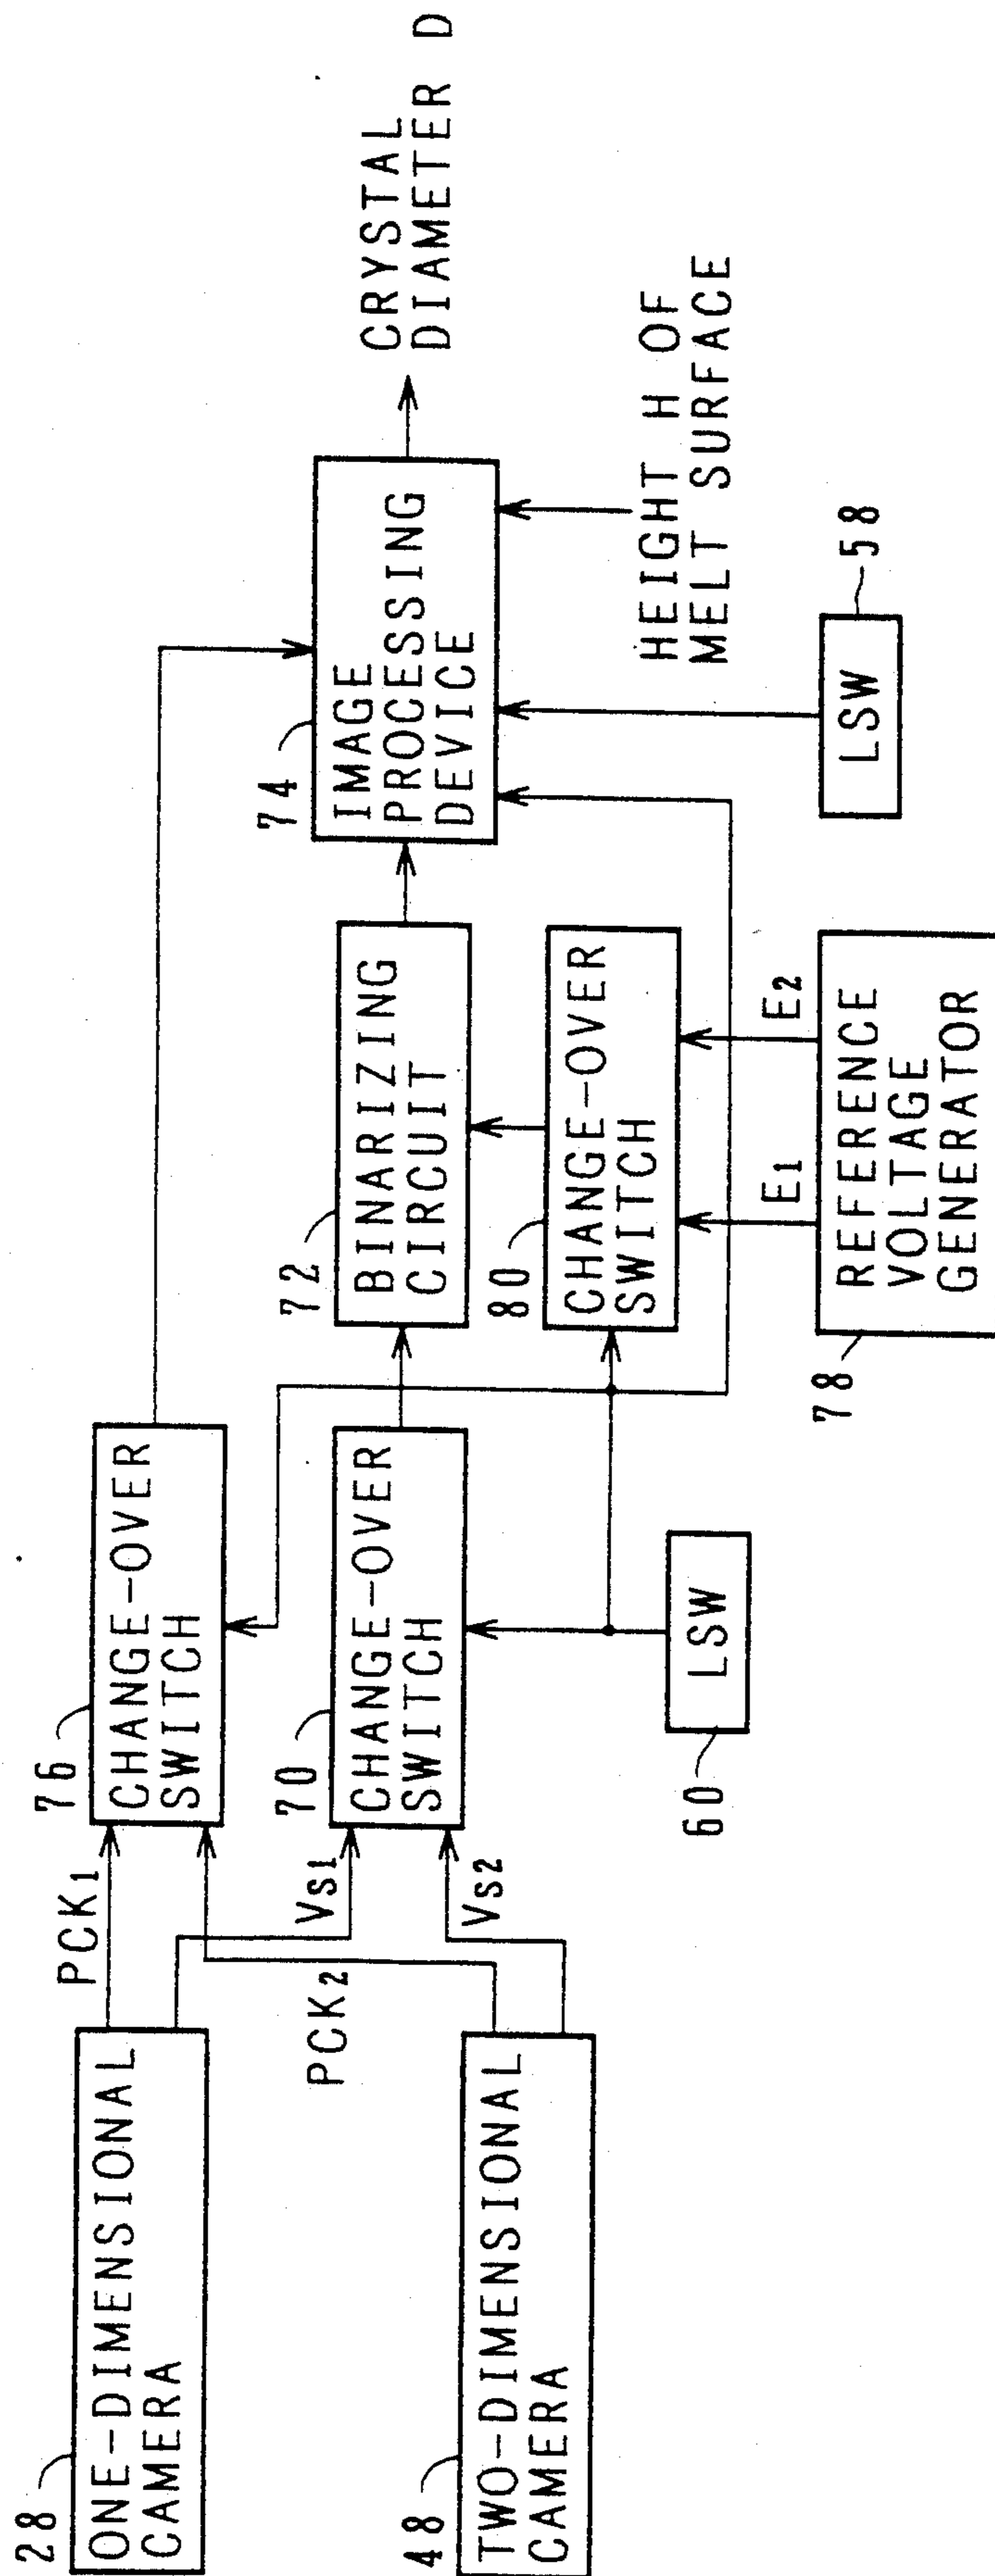 28
ONE-DIMENSIONAL
CAMERA
48
TWO-DIMENSIONAL
CAMERA
PCK1
PCK2
VS1
VS2
76
CHANGE-OVER
SWITCH
70
CHANGE-OVER
SWITCH
60
LSW
72
BINARIZING
CIRCUIT
80
CHANGE-OVER
SWITCH
E1
E2
78
REFERENCE
VOLTAGE
GENERATOR
74
IMAGE
PROCESSING
DEVICE
CRYSTAL
DIAMETER D
HEIGHT H OF
MELT SURFACE
LSW
58